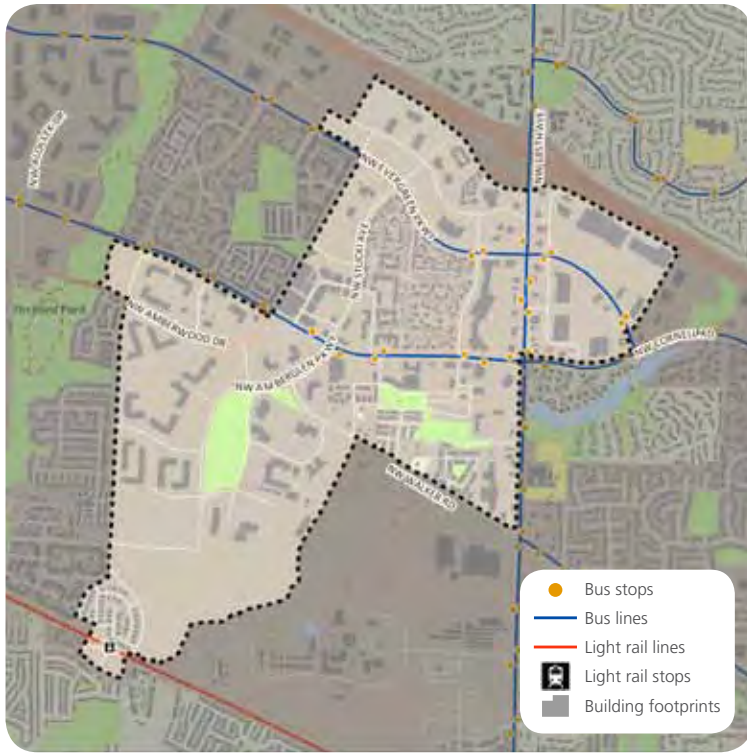 NW 185TH AVE
NW EVERGREEN PKWY
NW STUCKI AVE
NW CORNELL RD
NW AMBERWOOD DR
NW AMBERGLEN PKWY
NW WALKER RD
Bus stops
Bus lines
Light rail lines
Light rail stops
Building footprints